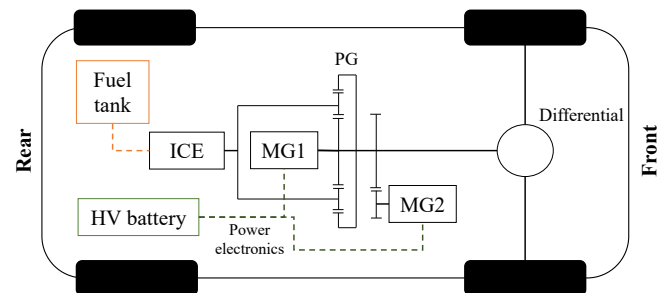 PG
Fuel
tank
Differential
ICE
MG1
Rear
Front
HV battery
MG2
Power
electronics